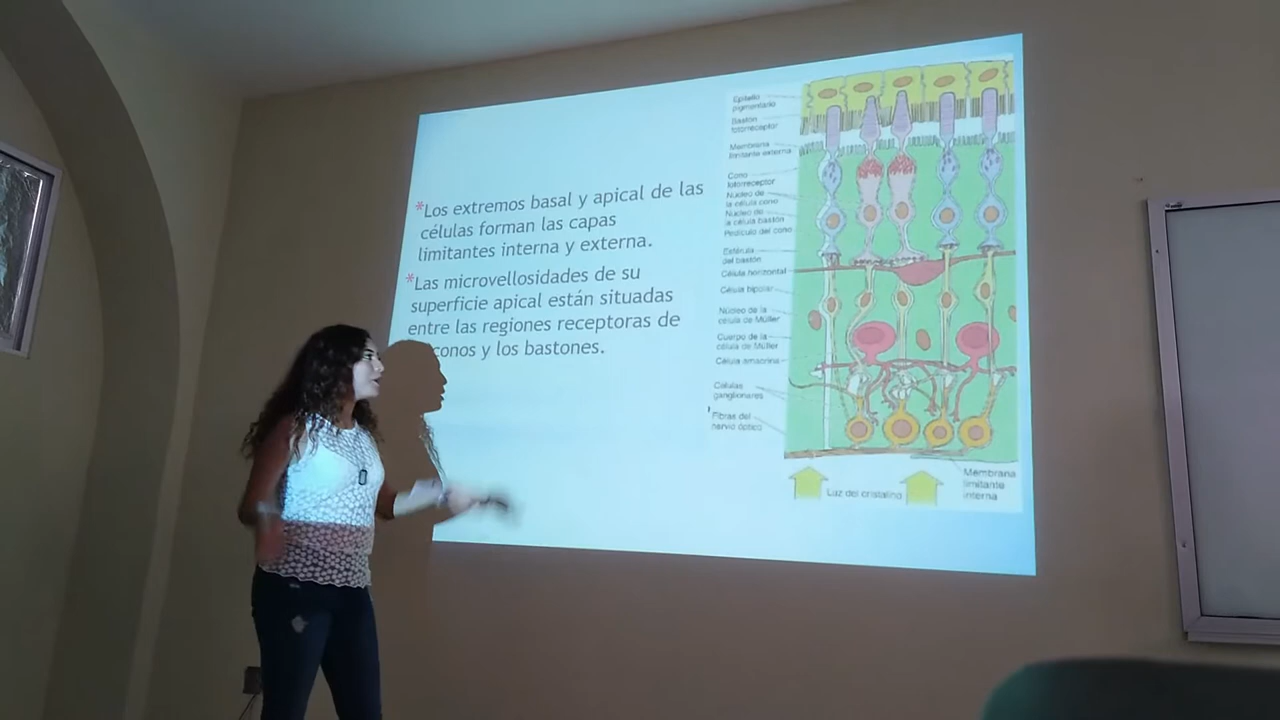 *Los extremos basal y apical de las
células forman las capas
limitantes interna y externa.
*Las microvellosidades de su
superficie apical están situadas
entre las regiones receptoras de
conos y los bastones.
Epitelio
pigmentario
Bastón
fotorreceptor
Membrana
limitante externa
Cono
fotorreceptor
Núcleo de
la célula cono
Núcleo de
la célula bastón
Pedículo del cono
Esférula
del bastón
Célula horizontal
Célula bipolar
Núcleo de la
célula de Müller
Cuerpo de la
célula de Müller
Célula amacrina
Células
ganglionares
Fibras del
nervio óptico
Luz del cristalino
Membrana
limitante
interna